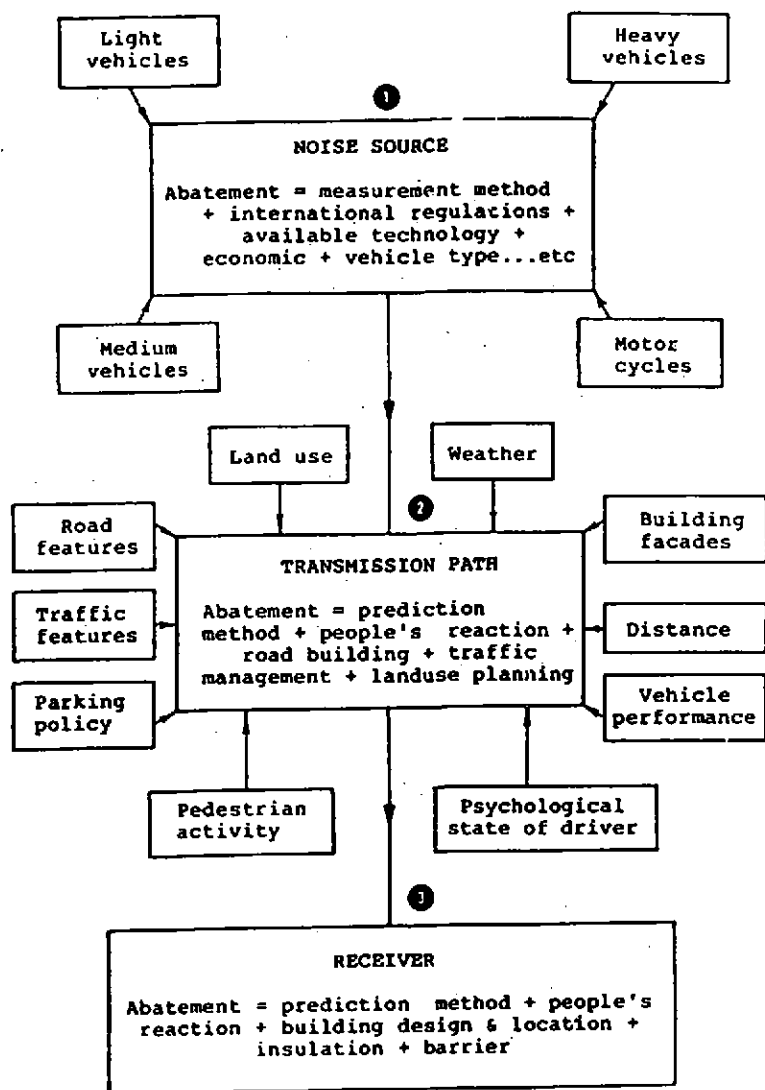 Light
vehicles
Heavy
vehicles
1
NOISE SOURCE
Abatement = measurement method
+ international regulations +
available technology +
economic + vehicle type...etc
Medium
vehicles
Motor
cycles
Land use
Weather
2
Road
features
Building
facades
TRANSMISSION PATH
Traffic
features
Abatement = prediction
method + people's reaction +
road building + traffic
management + landuse planning
Distance
Parking
policy
Vehicle
performance
Pedestrian
activity
Psychological
state of driver
3
RECEIVER
Abatement = prediction method + people's
reaction + building design & location +
insulation + barrier